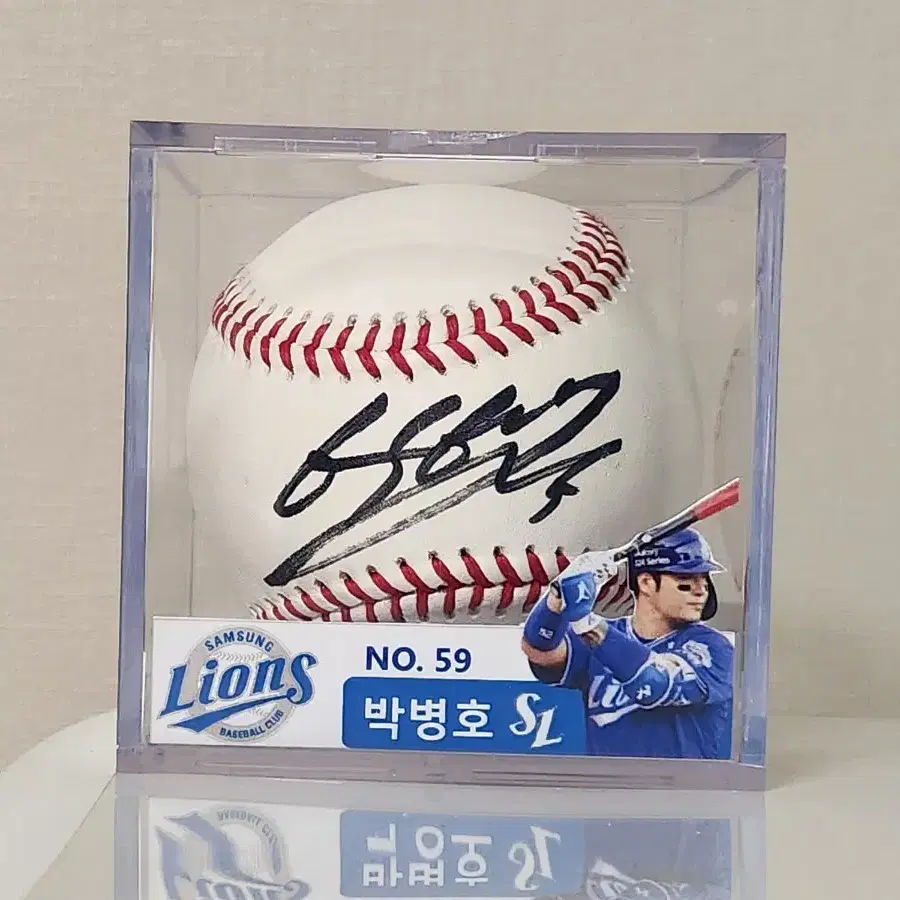 SAMSUNG
Lions
BASEBALL CLUB
NO. 59
박병호 SL